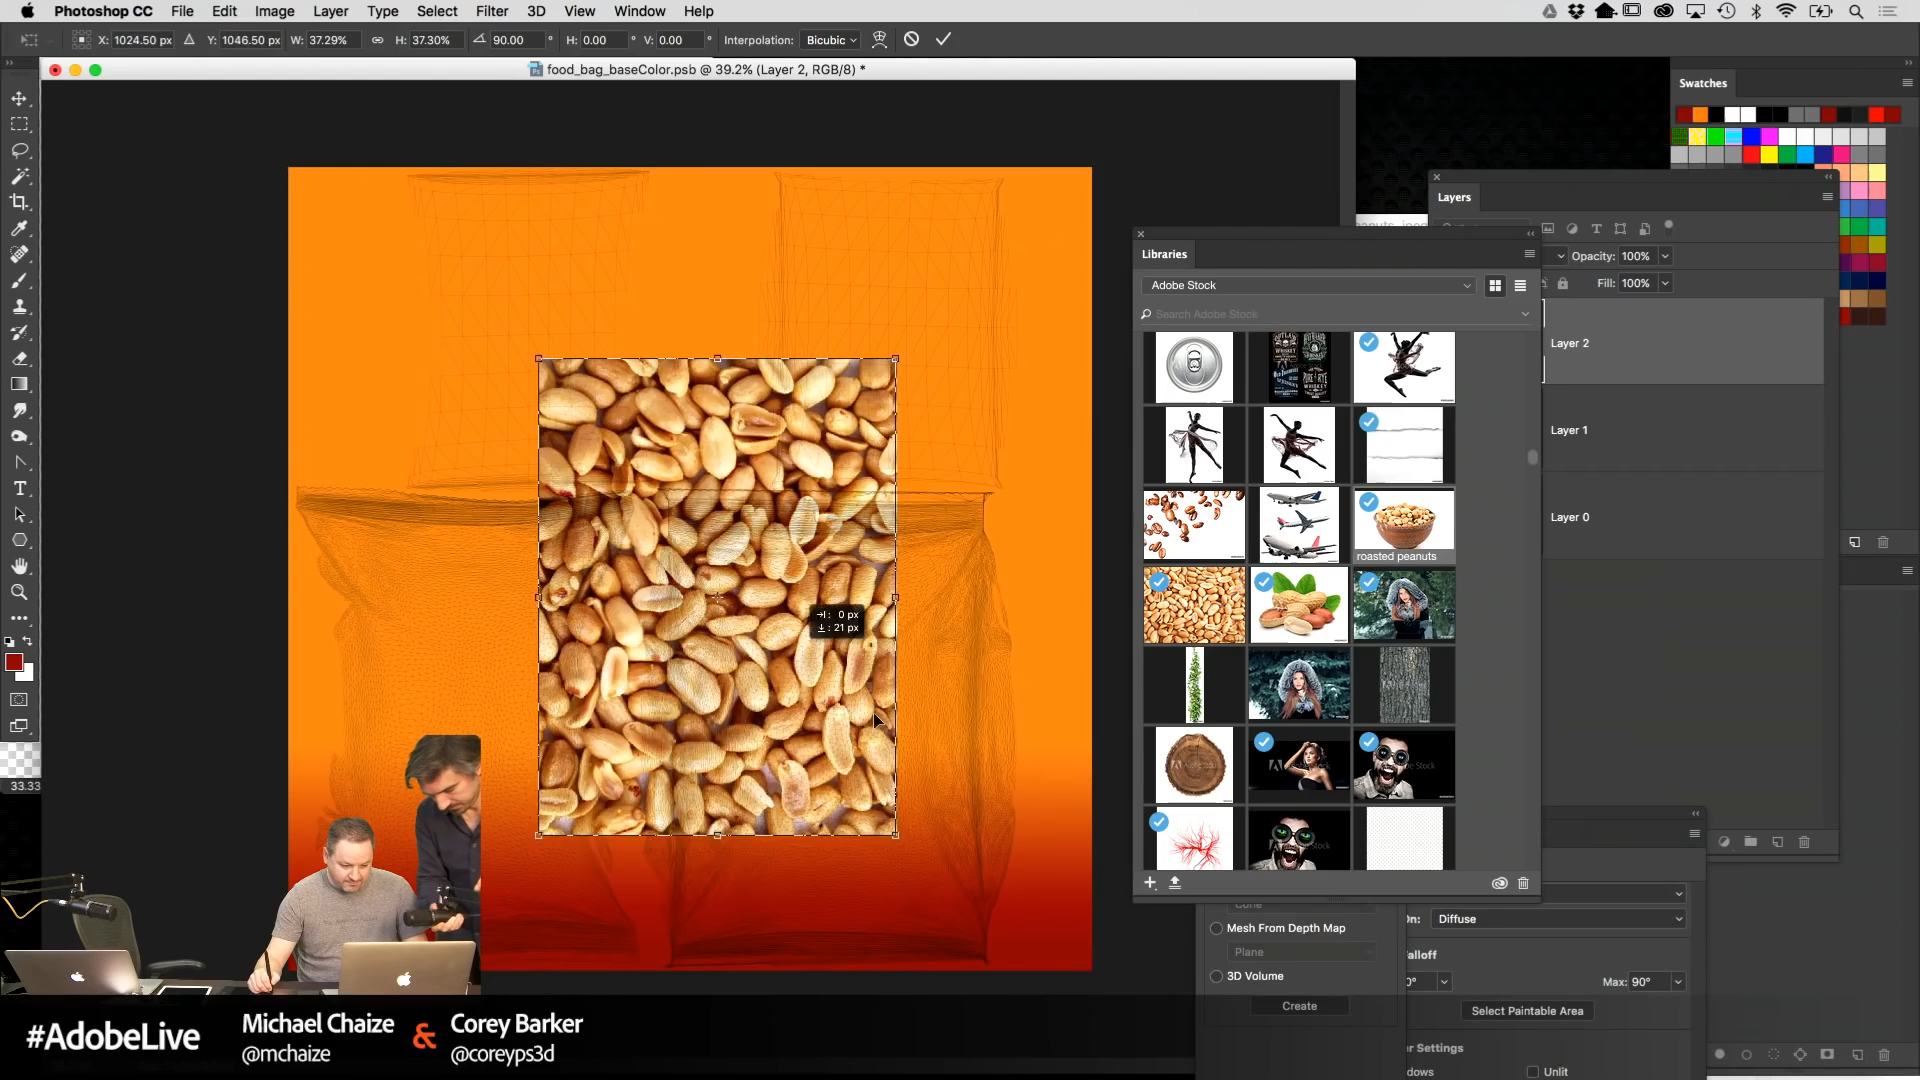 Photoshop CC File Edit Image Layer Type Select Filter 3D View Window Help
X: 1024.50 px Y: 1046.50 px W: 37.29% H: 37.30% 90.00 ° H: 0.00 ° V: 0.00 ° Interpolation: Bicubic
food_bag_baseColor.psb @ 39.2% (Layer 2, RGB/8) *
Swatches
Layers
Opacity: 100%
Fill: 100%
Layer 2
Layer 1
Layer 0
Libraries
Adobe Stock
Search Adobe Stock
roasted peanuts
0 px
21 px
33.33
Mesh From Depth Map
Plane
3D Volume
Create
On: Diffuse
Falloff
0° Max: 90°
Select Paintable Area
er Settings
dows Unlit
#AdobeLive
Michael Chaize
@mchaize
&
Corey Barker
@coreyps3d